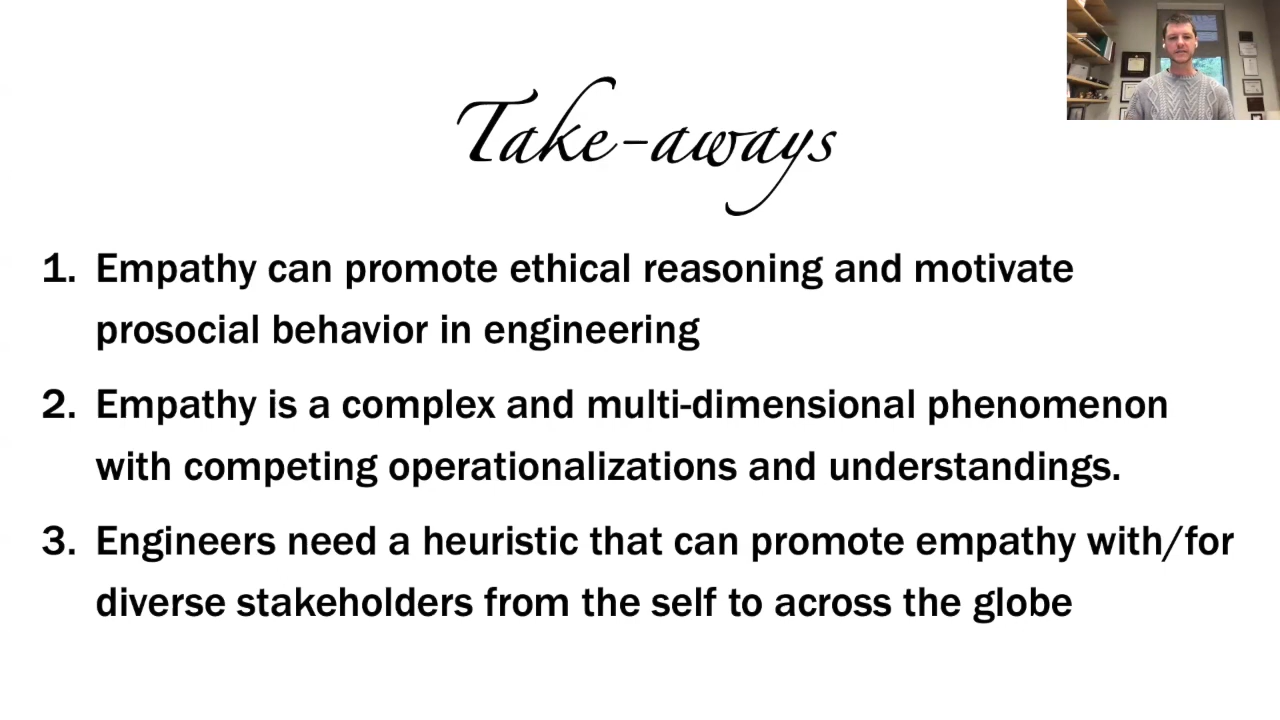 Take-aways
1. Empathy can promote ethical reasoning and motivate
prosocial behavior in engineering
2. Empathy is a complex and multi-dimensional phenomenon
with competing operationalizations and understandings.
3. Engineers need a heuristic that can promote empathy with/for
diverse stakeholders from the self to across the globe